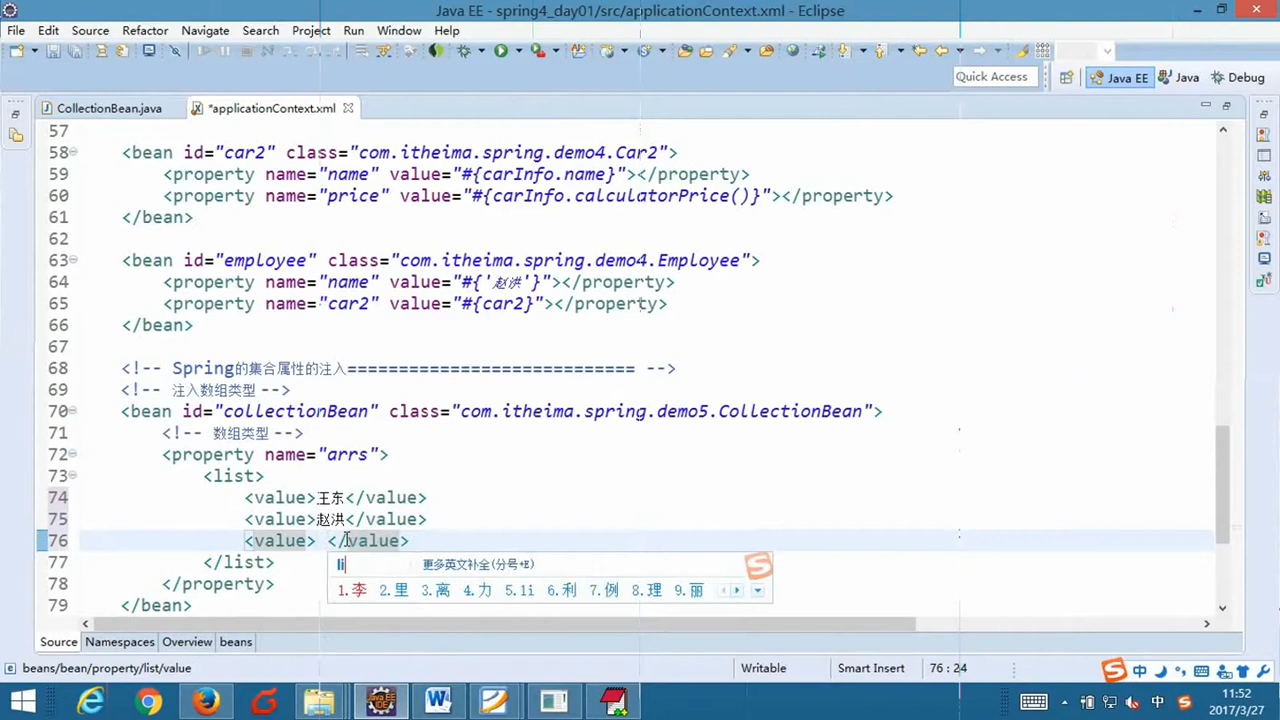 Java EE - spring4_day01/src/applicationContext.xml - Eclipse
File Edit Source Refactor Navigate Search Project Run Window Help
Quick Access Java EE Java Debug
CollectionBean.java *applicationContext.xml
57
58 <bean id="car2" class="com.itheima.spring.demo4.Car2">
59 <property name="name" value="#{carInfo.name}"></property>
60 <property name="price" value="#{carInfo.calculatorPrice()}"></property>
61 </bean>
62
63 <bean id="employee" class="com.itheima.spring.demo4.Employee">
64 <property name="name" value="#{'赵洪'}"></property>
65 <property name="car2" value="#{car2}"></property>
66 </bean>
67
68 <!-- Spring的集合属性的注入============================ -->
69 <!-- 注入数组类型 -->
70 <bean id="collectionBean" class="com.itheima.spring.demo5.CollectionBean">
71 <!-- 数组类型 -->
72 <property name="arrs">
73 <list>
74 <value>王东</value>
75 <value>赵洪</value>
76 <value> </value>
77 </list>
78 </property>
79 </bean>
li 更多英文补全(分号+E)
1.李 2.里 3.离 4.力 5.li 6.利 7.例 8.理 9.丽
Source Namespaces Overview beans
beans/bean/property/list/value Writable Smart Insert 76 : 24
中
中
11:52
2017/3/27